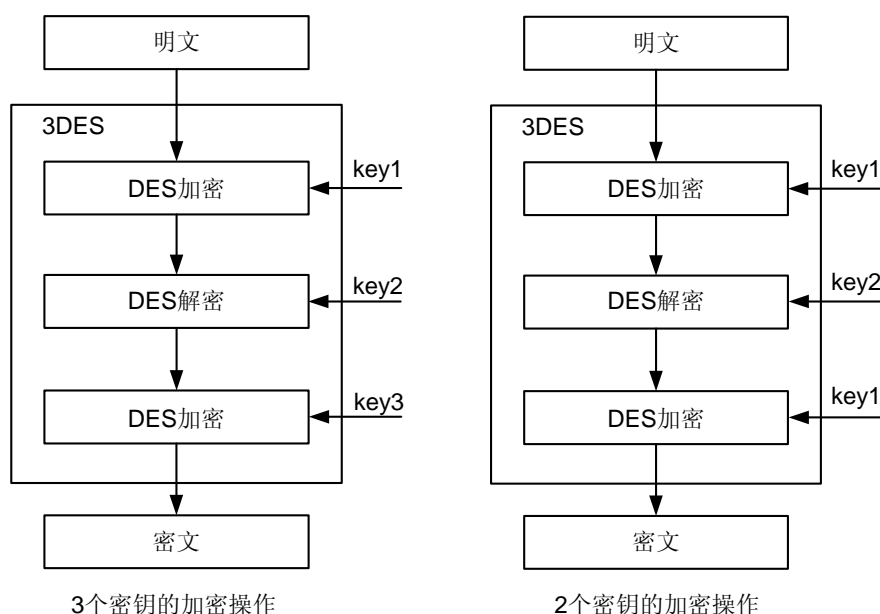 明文
3DES
DES加密
key1
DES解密
key2
DES加密
key3
密文
3个密钥的加密操作
明文
3DES
DES加密
key1
DES解密
key2
DES加密
key1
密文
2个密钥的加密操作